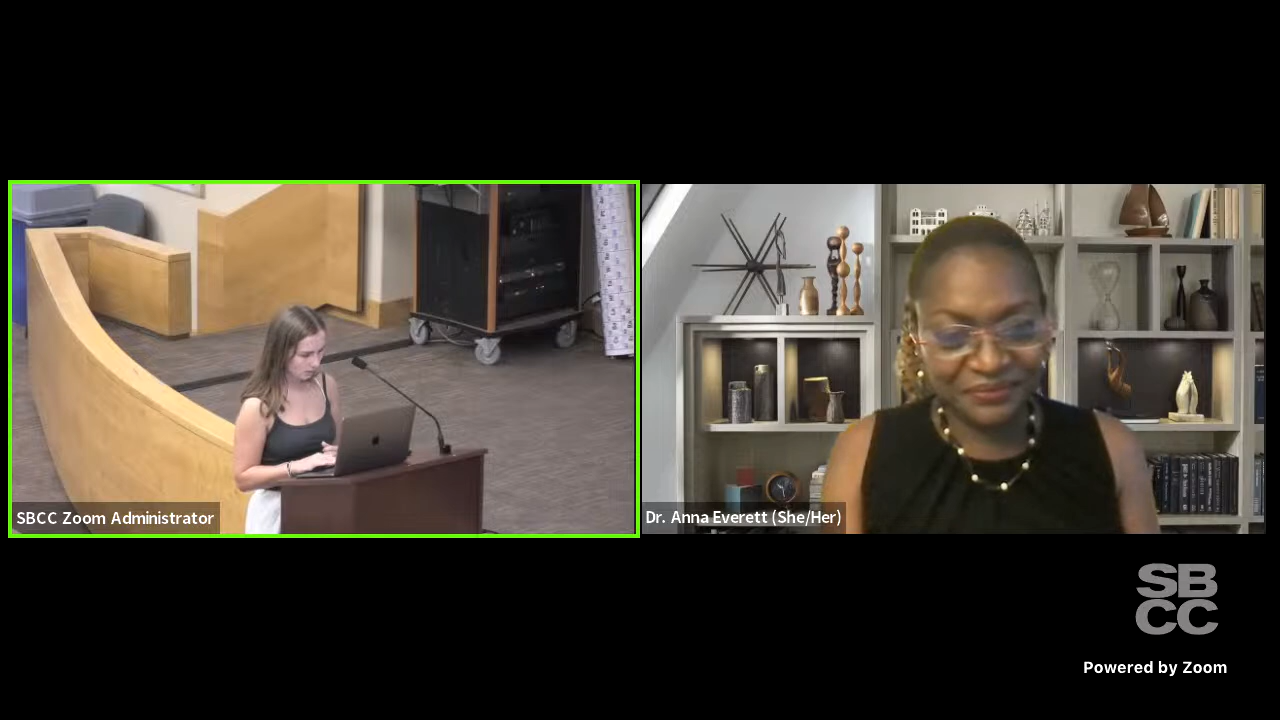 SBCC Zoom Administrator
Dr. Anna Everett (She/Her)
SB
CC
Powered by Zoom